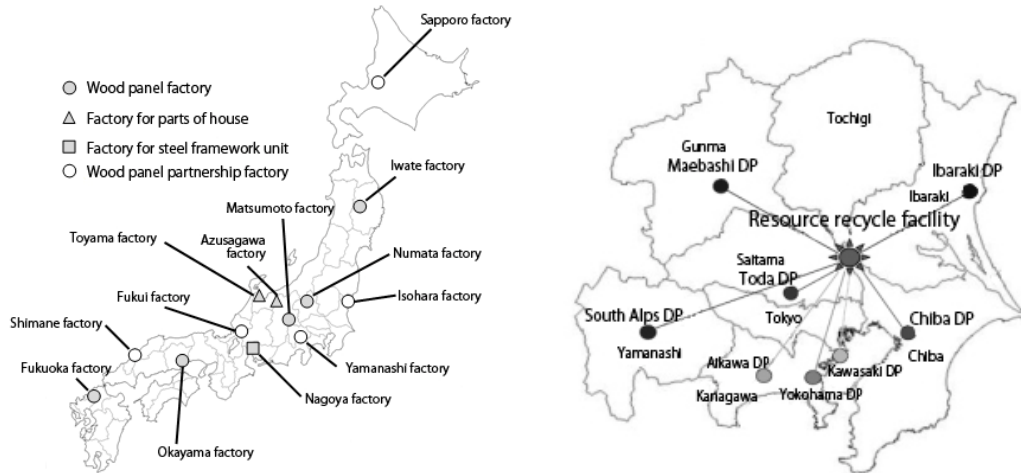 Sapporo factory
Wood panel factory
Factory for parts of house
Factory for steel framework unit
Wood panel partnership factory
Iwate factory
Matsumoto factory
Toyama factory
Azusagawa
factory
Numata factory
Fukui factory
Isohara factory
Shimane factory
Fukuoka factory
Yamanashi factory
Nagoya factory
Okayama factory
Tochigi
Gunma
Maebashi DP
Ibaraki DP
Ibaraki
Resource recycle facility
Saitama
Toda DP
South Alps DP
Tokyo
Chiba DP
Yamanashi
Aikawa DP
Kawasaki DP
Chiba
Kanagawa
Yokohama DP